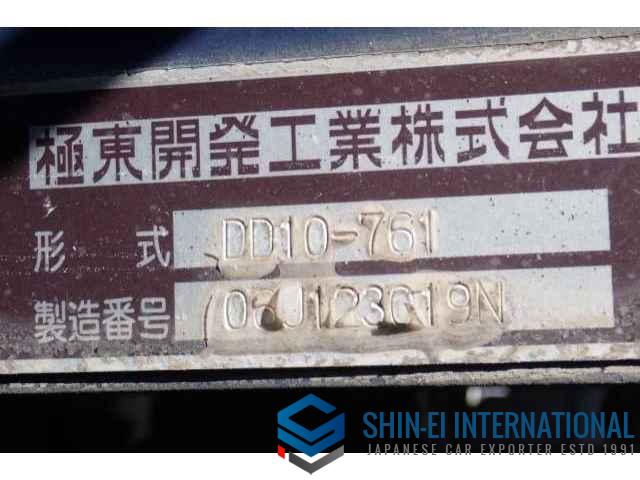 極東開発工業株式会社
形式 DD10-761
製造番号
SHIN-EI INTERNATIONAL
JAPANESE CAR EXPORTER ESTD 1991